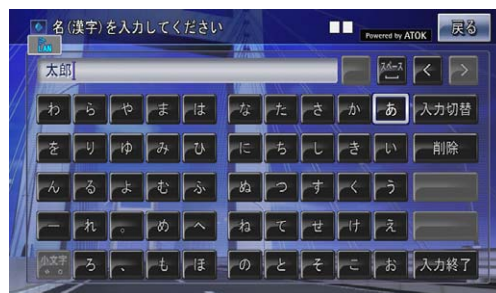 名(漢字)を入力してください
Powered by ATOK
戻る
LAN
太郎
スペース
<
>
わ ら や ま は な た さ か あ 入力切替
を り ゆ み ひ に ち し き い 削除
ん る よ む ふ ぬ つ す く う
ー れ 。 め へ ね て せ け え
小文字 ゛ ゜ ろ 、 も ほ の と そ こ お 入力終了